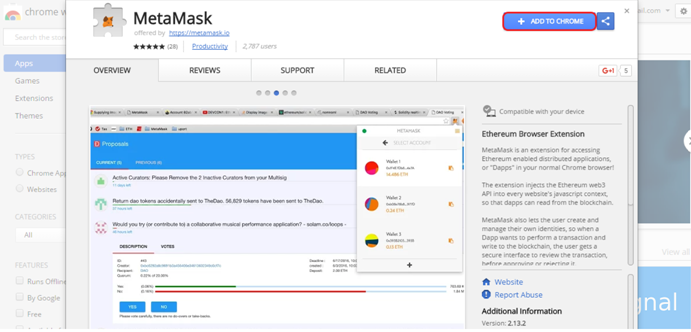 chrome w
MetaMask
offered by https://metamask.io
(28) Productivity 2,787 users
+ ADD TO CHROME
mail.com
OVERVIEW REVIEWS SUPPORT RELATED
G+1 5
Search the store
Apps
Games
Extensions
Themes
TYPES
Chrome App
Websites
CATEGORIES
All
FEATURES
Runs Offline
By Google
Free
Proposals
CURRENT PREVIOUS
Active Curators: Please Remove the 2 Inactive Curators from your Multisig
Return dao tokens accidentally sent to TheDao. 56,829 tokens have been sent to TheDao.
Would you try (or contribute to) a collaborative musical performance application? - solarn.co/loops -
DESCRIPTION VOTES
YES NO
METAMASK
SELECT ACCOUNT
Wallet 1
Wallet 2
Wallet 3
+
Compatible with your device
Ethereum Browser Extension
MetaMask is an extension for accessing
Ethereum enabled distributed applications,
or "Dapps" in your normal Chrome browser!
The extension injects the Ethereum web3
API into every website's javascript context,
so that dapps can read from the blockchain.
MetaMask also lets the user create and
manage their own identities, so when a
Dapp wants to perform a transaction and
write to the blockchain, the user gets a
secure interface to review the transaction,
before approving or rejecting it.
Website
Report Abuse
Additional Information
Version: 2.13.2
View all
gnal